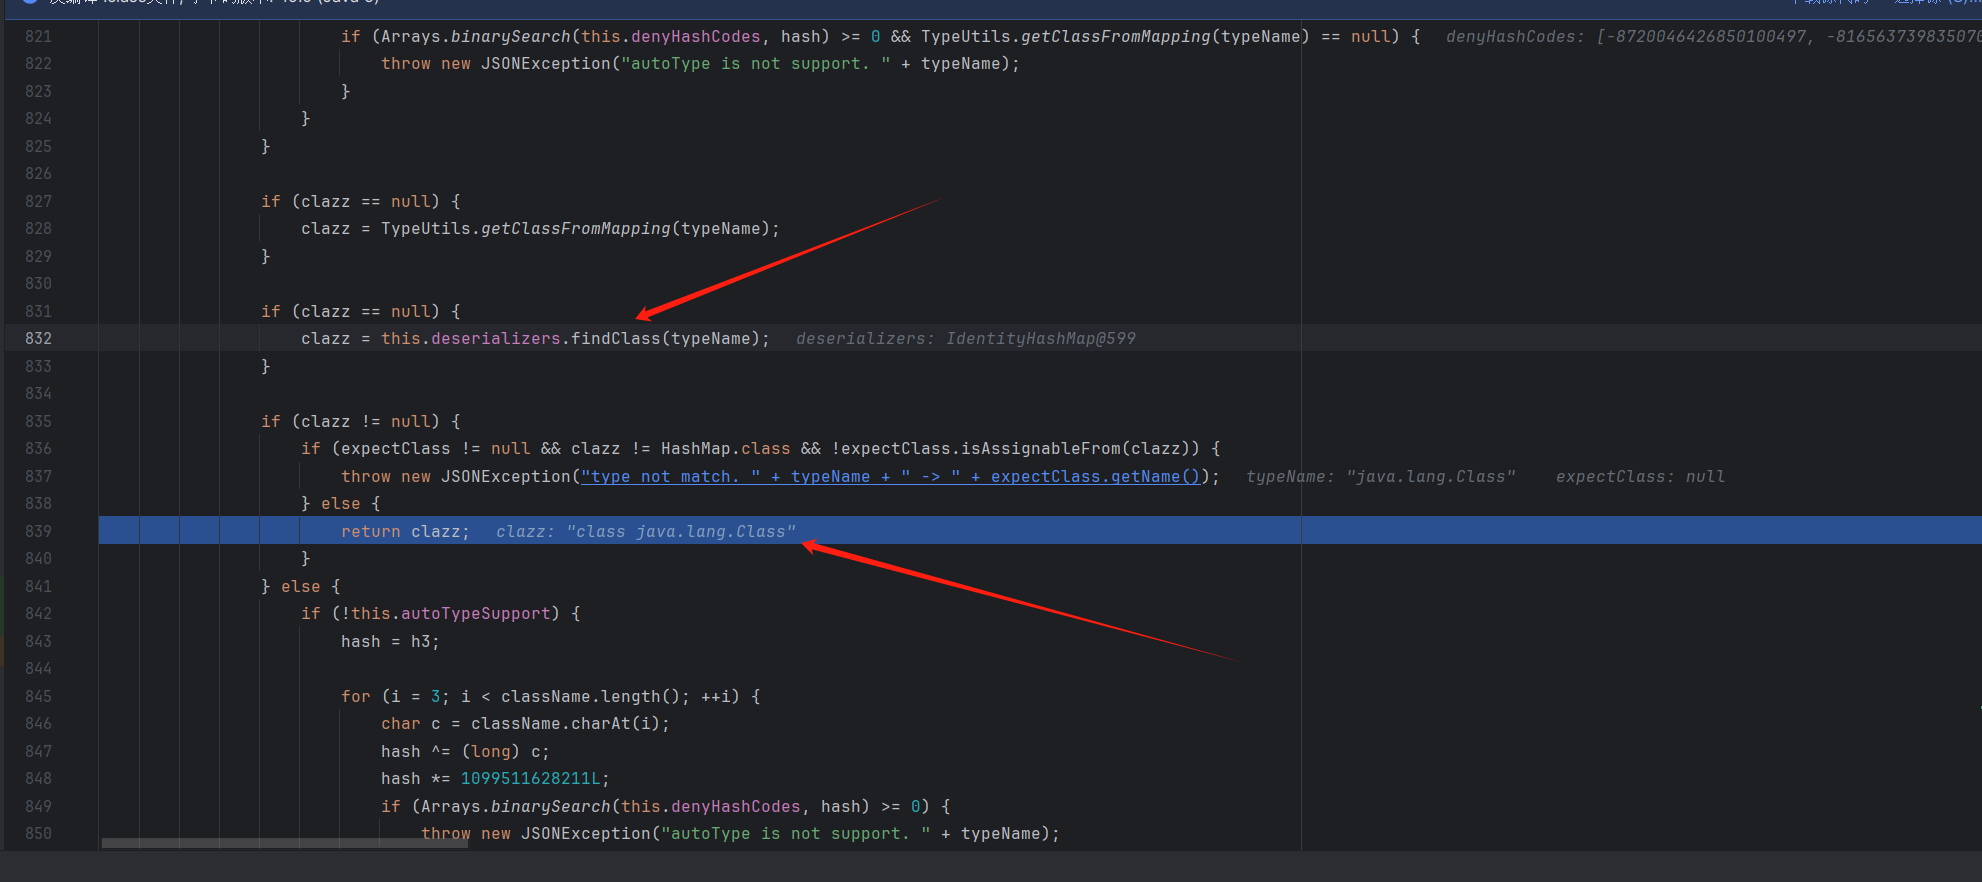 821 if (Arrays.binarySearch(this.denyHashCodes, hash) >= 0 && TypeUtils.getClassFromMapping(typeName) == null) { denyHashCodes: [-8720046426850100497, -816563739835070
822 throw new JSONException("autoType is not support. " + typeName);
823 }
824 }
825 }
826
827 if (clazz == null) {
828 clazz = TypeUtils.getClassFromMapping(typeName);
829 }
830
831 if (clazz == null) {
832 clazz = this.deserializers.findClass(typeName); deserializers: IdentityHashMap@599
833 }
834
835 if (clazz != null) {
836 if (expectClass != null && clazz != HashMap.class && !expectClass.isAssignableFrom(clazz)) {
837 throw new JSONException("type not match. " + typeName + " -> " + expectClass.getName()); typeName: "java.lang.Class" expectClass: null
838 } else {
839 return clazz; clazz: "class java.lang.Class"
840 }
841 } else {
842 if (!this.autoTypeSupport) {
843 hash = h3;
844
845 for (i = 3; i < className.length(); ++i) {
846 char c = className.charAt(i);
847 hash ^= (long) c;
848 hash *= 1099511628211L;
849 if (Arrays.binarySearch(this.denyHashCodes, hash) >= 0) {
850 throw new JSONException("autoType is not support. " + typeName);